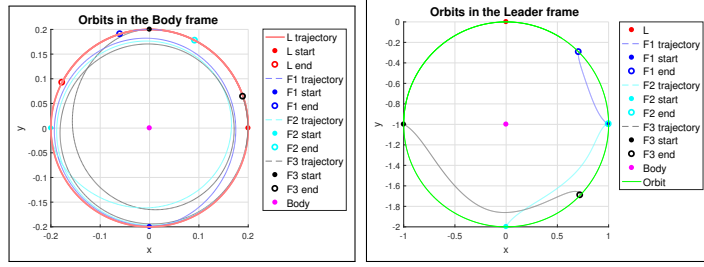 Orbits in the Body frame
0.2
0.15
0.1
0.05
0
-0.05
-0.1
-0.15
-0.2
y
-0.2
-0.1
0
0.1
0.2
x
L trajectory
L start
L end
F1 trajectory
F1 start
F1 end
F2 trajectory
F2 start
F2 end
F3 trajectory
F3 start
F3 end
Body
Orbits in the Leader frame
0
-0.2
-0.4
-0.6
-0.8
-1
-1.2
-1.4
-1.6
-1.8
-2
y
-1
-0.5
0
0.5
1
x
L
F1 trajectory
F1 start
F1 end
F2 trajectory
F2 start
F2 end
F3 trajectory
F3 start
F3 end
Body
Orbit